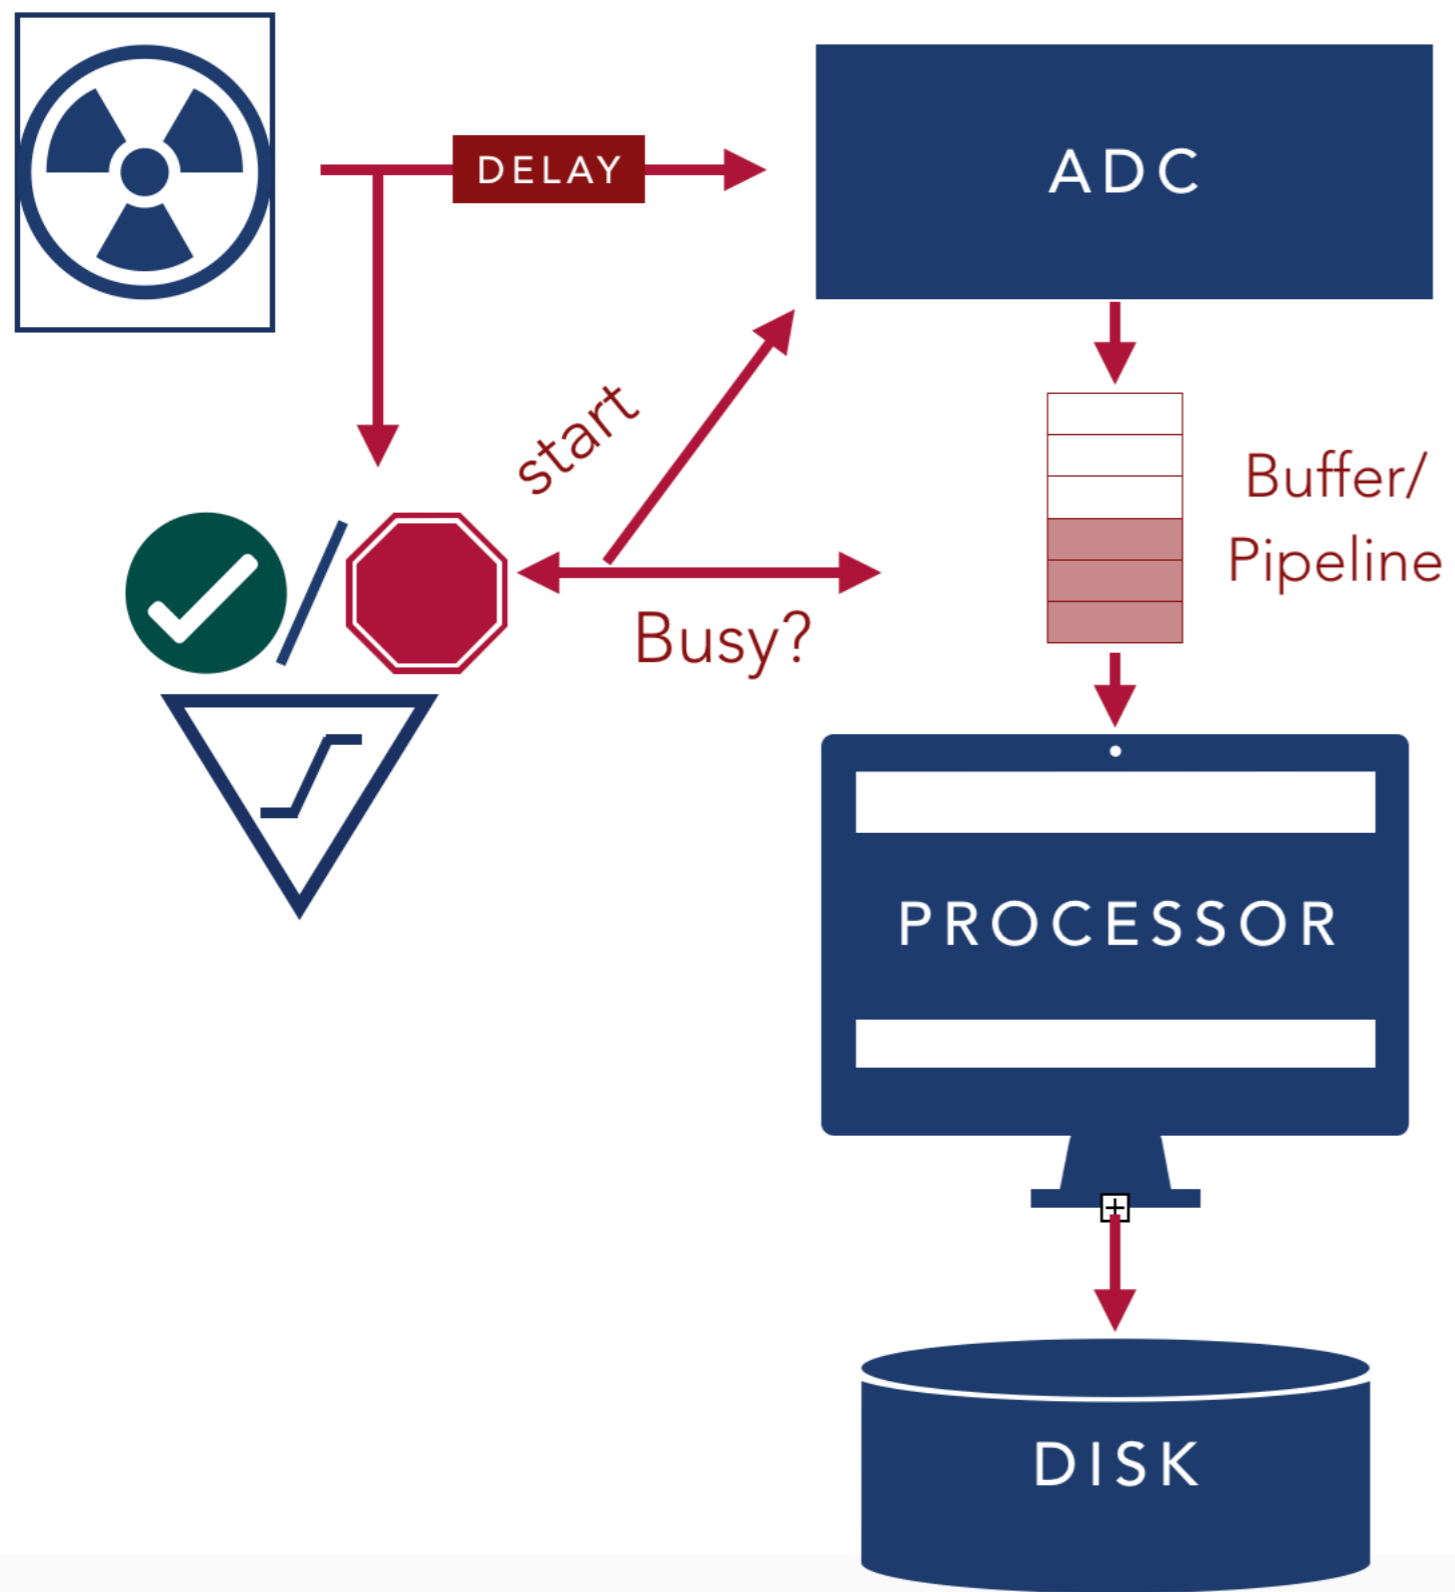 DELAY
ADC
start
Buffer/
Pipeline
Busy?
PROCESSOR
DISK